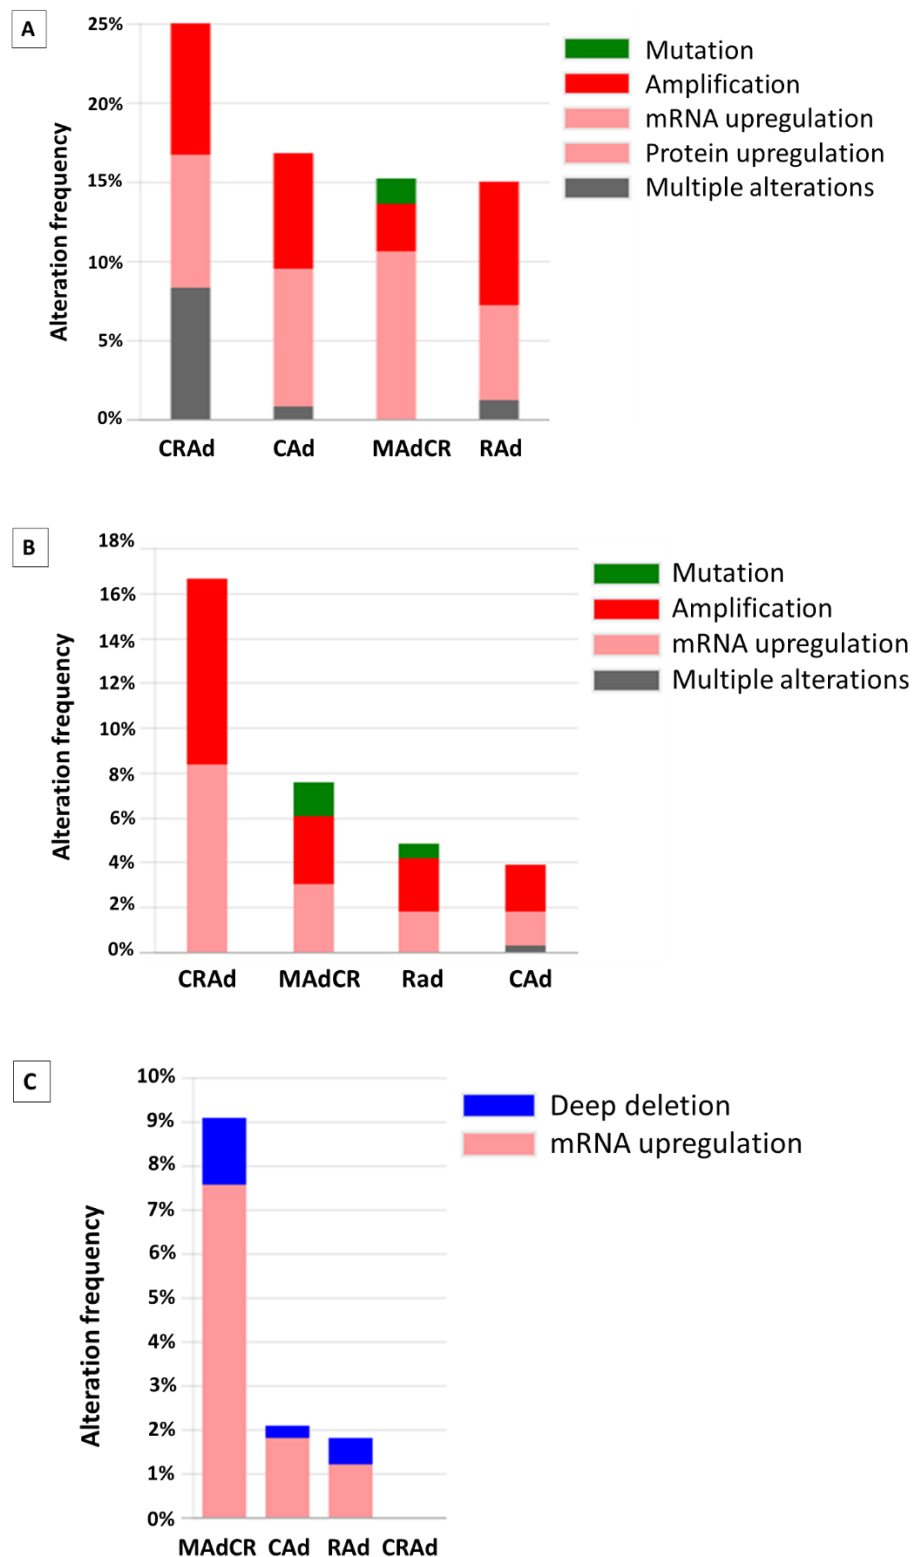 A
25%
20%
15%
10%
5%
0%
Alteration frequency
CRAd CAd MAdCR RAd
Mutation
Amplification
mRNA upregulation
Protein upregulation
Multiple alterations
B
18%
16%
14%
12%
10%
8%
6%
4%
2%
0%
Alteration frequency
CRAd MAdCR Rad CAd
Mutation
Amplification
mRNA upregulation
Multiple alterations
C
10%
9%
8%
7%
6%
5%
4%
3%
2%
1%
0%
Alteration frequency
MAdCR CAd RAd CRAd
Deep deletion
mRNA upregulation